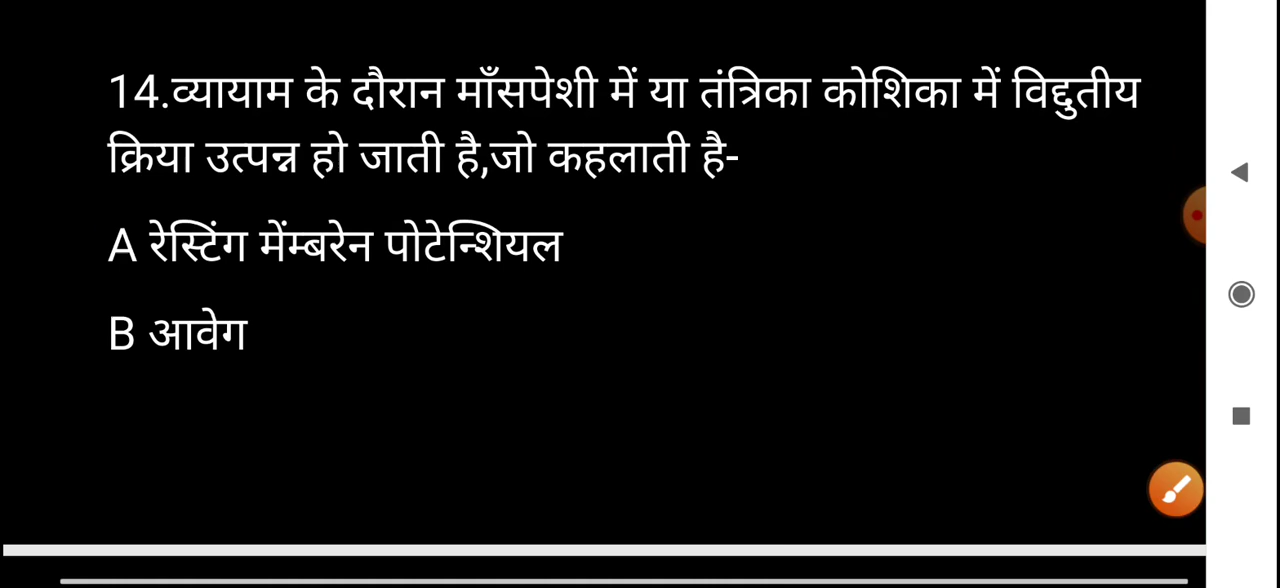 14.व्यायाम के दौरान माँसपेशी में या तंत्रिका कोशिका में विद्दुतीय
क्रिया उत्पन्न हो जाती है,जो कहलाती है-
A रेस्टिंग मेंम्बरेन पोटेन्शियल
B आवेग